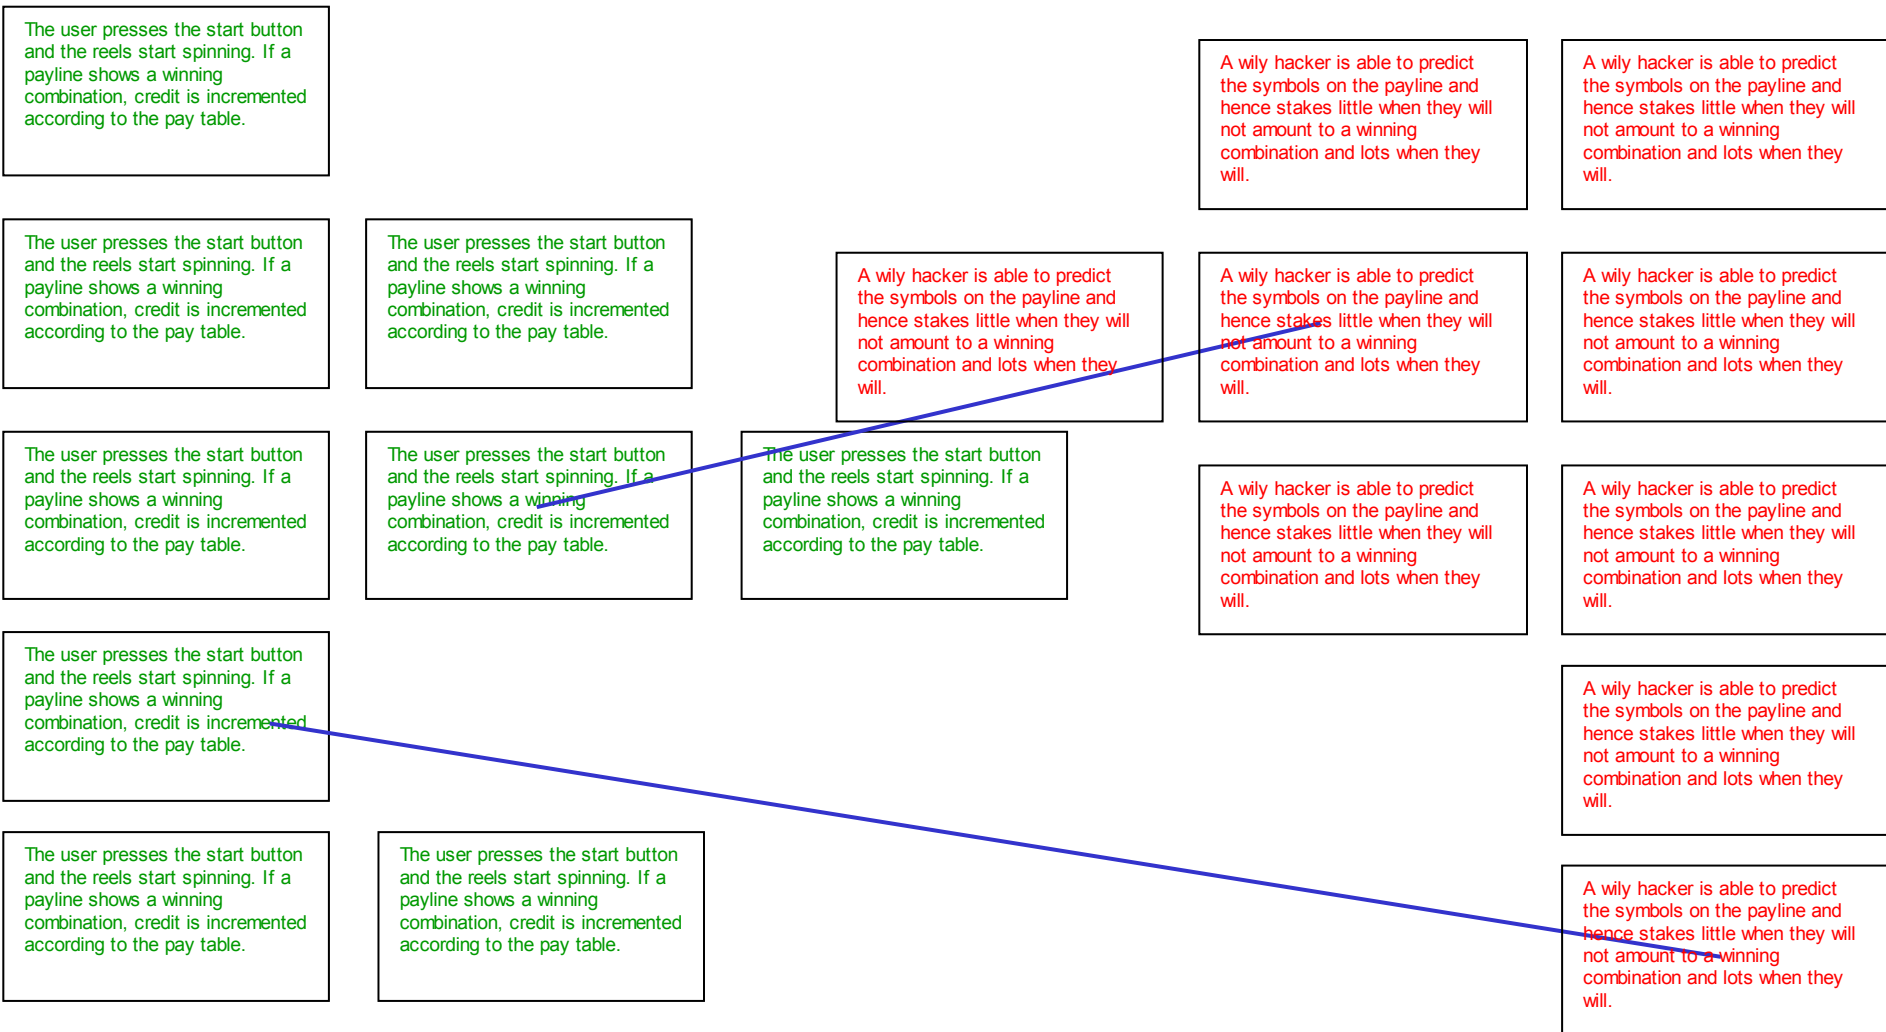 The user presses the start button
and the reels start spinning. If a
payline shows a winning
combination, credit is incremented
according to the pay table.
A wily hacker is able to predict
the symbols on the payline and
hence stakes little when they will
not amount to a winning
combination and lots when they
will.
A wily hacker is able to predict
the symbols on the payline and
hence stakes little when they will
not amount to a winning
combination and lots when they
will.
The user presses the start button
and the reels start spinning. If a
payline shows a winning
combination, credit is incremented
according to the pay table.
The user presses the start button
and the reels start spinning. If a
payline shows a winning
combination, credit is incremented
according to the pay table.
A wily hacker is able to predict
the symbols on the payline and
hence stakes little when they will
not amount to a winning
combination and lots when they
will.
A wily hacker is able to predict
the symbols on the payline and
hence stakes little when they will
not amount to a winning
combination and lots when they
will.
A wily hacker is able to predict
the symbols on the payline and
hence stakes little when they will
not amount to a winning
combination and lots when they
will.
The user presses the start button
and the reels start spinning. If a
payline shows a winning
combination, credit is incremented
according to the pay table.
The user presses the start button
and the reels start spinning. If a
payline shows a winning
combination, credit is incremented
according to the pay table.
The user presses the start button
and the reels start spinning. If a
payline shows a winning
combination, credit is incremented
according to the pay table.
A wily hacker is able to predict
the symbols on the payline and
hence stakes little when they will
not amount to a winning
combination and lots when they
will.
A wily hacker is able to predict
the symbols on the payline and
hence stakes little when they will
not amount to a winning
combination and lots when they
will.
The user presses the start button
and the reels start spinning. If a
payline shows a winning
combination, credit is incremented
according to the pay table.
A wily hacker is able to predict
the symbols on the payline and
hence stakes little when they will
not amount to a winning
combination and lots when they
will.
The user presses the start button
and the reels start spinning. If a
payline shows a winning
combination, credit is incremented
according to the pay table.
The user presses the start button
and the reels start spinning. If a
payline shows a winning
combination, credit is incremented
according to the pay table.
A wily hacker is able to predict
the symbols on the payline and
hence stakes little when they will
not amount to a winning
combination and lots when they
will.